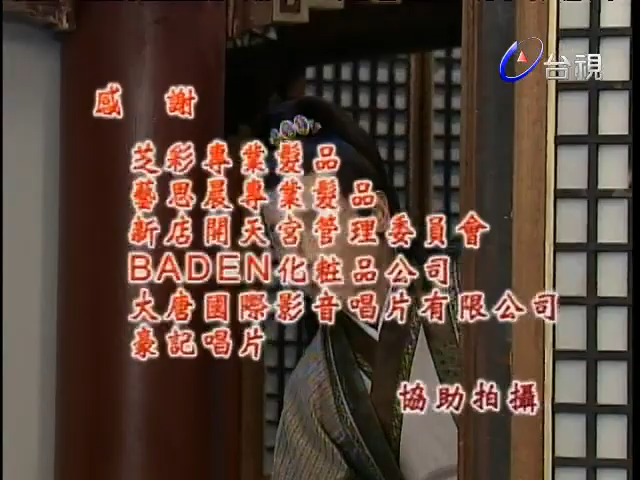 台視
感謝
芝彩專業髮品
藝思晨專業髮品
新店開天宮管理委員會
BADEN化粧品公司
大唐國際影音唱片有限公司
豪記唱片
協助拍攝